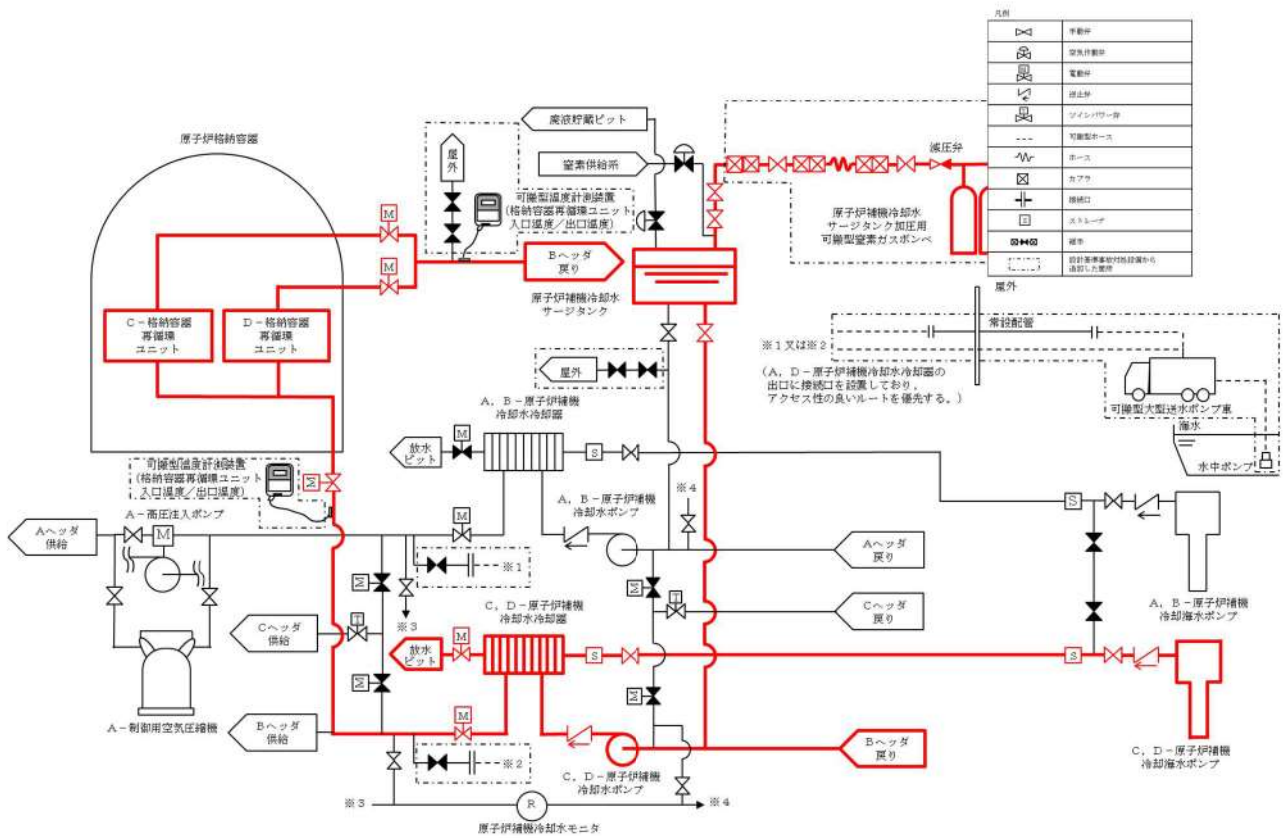 凡例
手動弁
空気作動弁
電動弁
逆止弁
T
ツインパワー弁
可搬型ホース
ホース
カプラ
接続口
S
ストレーナ
継手
設計基準事故対処設備から
追加した箇所
原子炉格納容器
屋外
廃液貯蔵ピット
窒素供給所
可搬型温度計測装置
(格納容器再循環ユニット
入口温度/出口温度)
減圧弁
原子炉補機冷却水
サージタンク加圧用
可搬型窒素ガスボンベ
M
M
Bヘッダ
戻り
原子炉補機冷却水
サージタンク
C-格納容器
再循環
ユニット
D-格納容器
再循環
ユニット
屋外
常設配管
※1又は※2
(A,D-原子炉補機冷却水冷却器の
出口に接続口を設置しており,
アクセス性の良いルートを優先する。)
可搬型大型送水ポンプ車
海水
水中ポンプ
屋外
A,B-原子炉補機
冷却水冷却器
放水
ピット
M
S
可搬型温度計測装置
(格納容器再循環ユニット
入口温度/出口温度)
M
A-高圧注入ポンプ
Aヘッダ
供給
M
M
A,B-原子炉補機
冷却水ポンプ
※4
S
Aヘッダ
戻り
※1
M
M
C,D-原子炉補機
冷却水冷却器
T
Cヘッダ
戻り
A,B-原子炉補機
冷却海水ポンプ
Cヘッダ
供給
T
※3
放水
ピット
M
S
S
M
M
A-制御用空気圧縮機
Bヘッダ
供給
M
Bヘッダ
戻り
※2
C,D-原子炉補機
冷却水ポンプ
C,D-原子炉補機
冷却海水ポンプ
※3
R
※4
原子炉補機冷却水モニタ